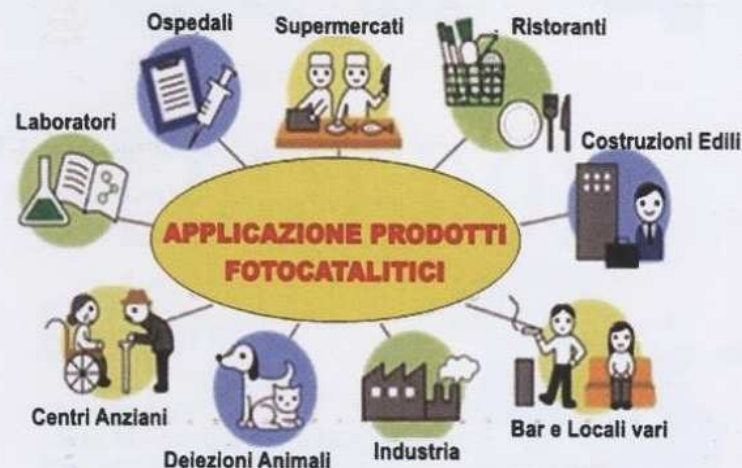 Ospedali
Supermercati
Ristoranti
Laboratori
Costruzioni Edili
APPLICAZIONE PRODOTTI
FOTOCATALITICI
Centri Anziani
Deiezioni Animali
Industria
Bar e Locali vari